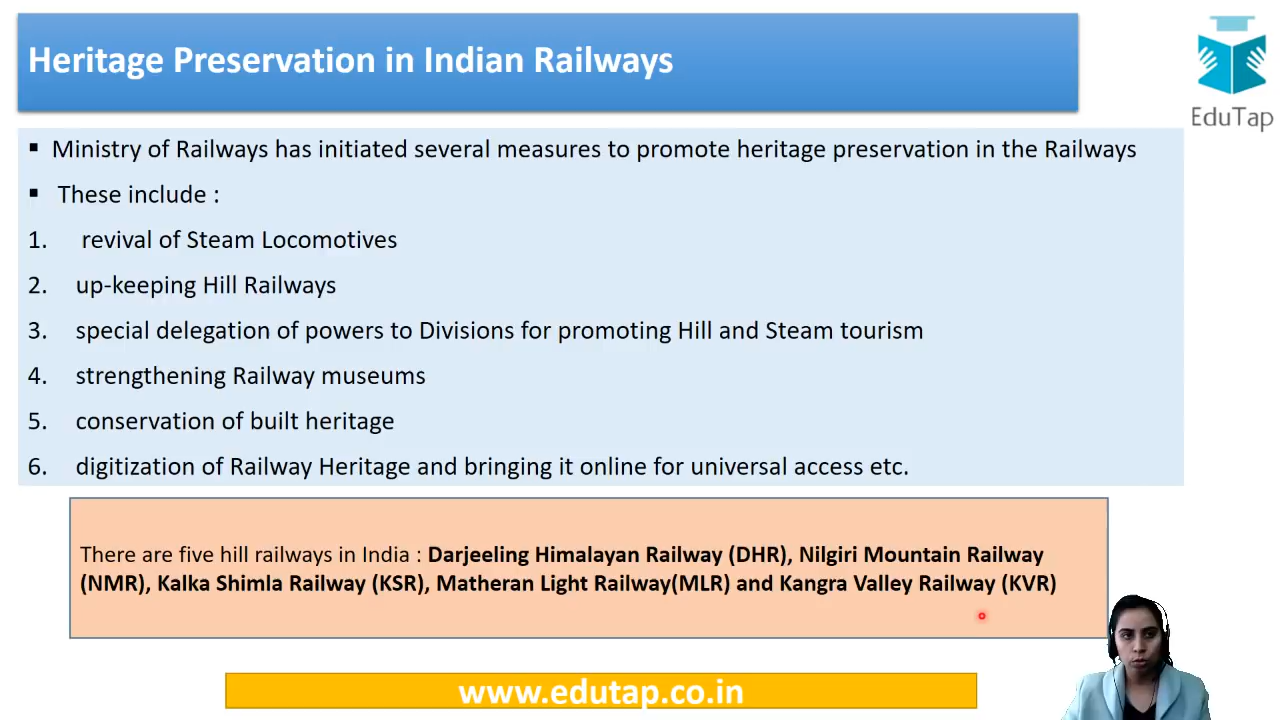 Heritage Preservation in Indian Railways
EduTap
▪ Ministry of Railways has initiated several measures to promote heritage preservation in the Railways
▪ These include :
1. revival of Steam Locomotives
2. up-keeping Hill Railways
3. special delegation of powers to Divisions for promoting Hill and Steam tourism
4. strengthening Railway museums
5. conservation of built heritage
6. digitization of Railway Heritage and bringing it online for universal access etc.
There are five hill railways in India : Darjeeling Himalayan Railway (DHR), Nilgiri Mountain Railway
(NMR), Kalka Shimla Railway (KSR), Matheran Light Railway(MLR) and Kangra Valley Railway (KVR)
www.edutap.co.in